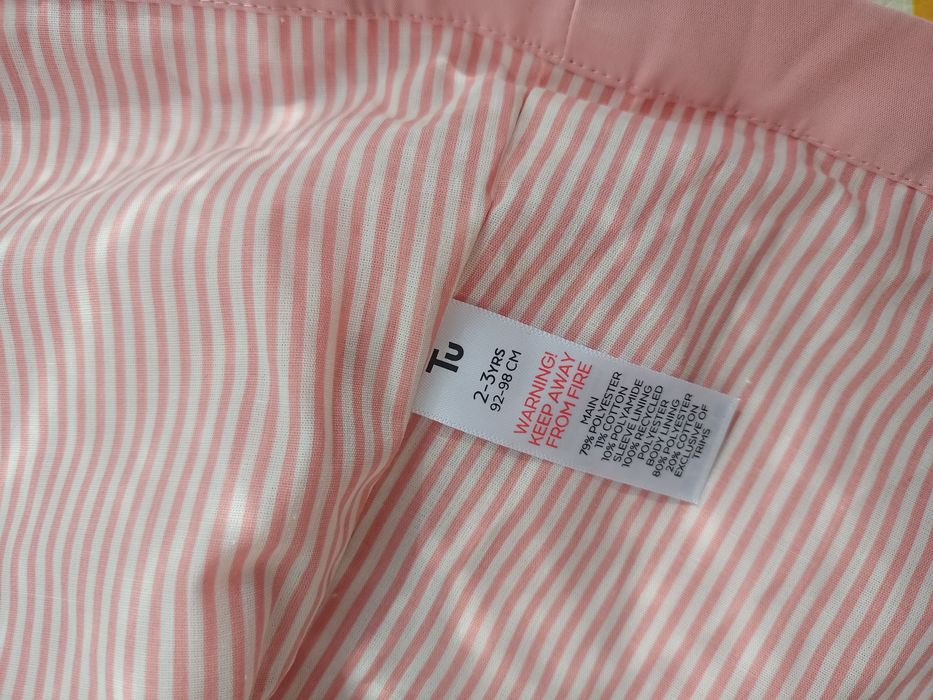 Tu
2-3YRS
92-98 CM
WARNING!
KEEP AWAY
FROM FIRE
MAIN
79% POLYESTER
11% COTTON
10% POLYAMIDE
SLEEVE LINING
100% RECYCLED
POLYESTER
BODY LINING
80% POLYESTER
20% COTTON
EXCLUSIVE OF
TRIMS